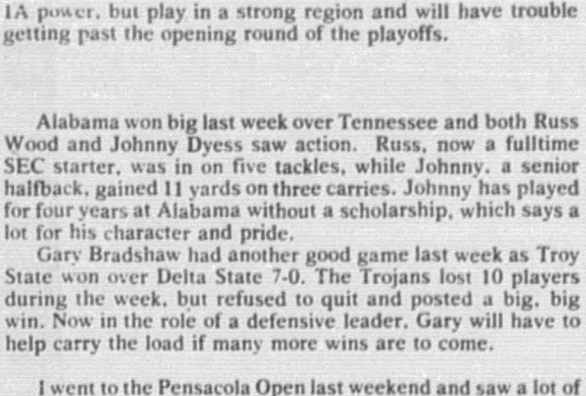 1A power, but play in a strong region and will have trouble
getting past the opening round of the playoffs.
Alabama won big last week over Tennessee and both Russ
Wood and Johnny Dyess saw action. Russ, now a fulltime
SEC starter, was in on five tackles, while Johnny, a senior
halfback, gained 11 yards on three carries. Johnny has played
for four years at Alabama without a scholarship, which says a
lot for his character and pride.
Gary Bradshaw had another good game last week as Troy
State won over Delta State 7-0. The Trojans lost 10 players
during the week, but refused to quit and posted a big, big
win. Now in the role of a defensive leader, Gary will have to
help carry the load if many more wins are to come.
I went to the Pensacola Open last weekend and saw a lot of